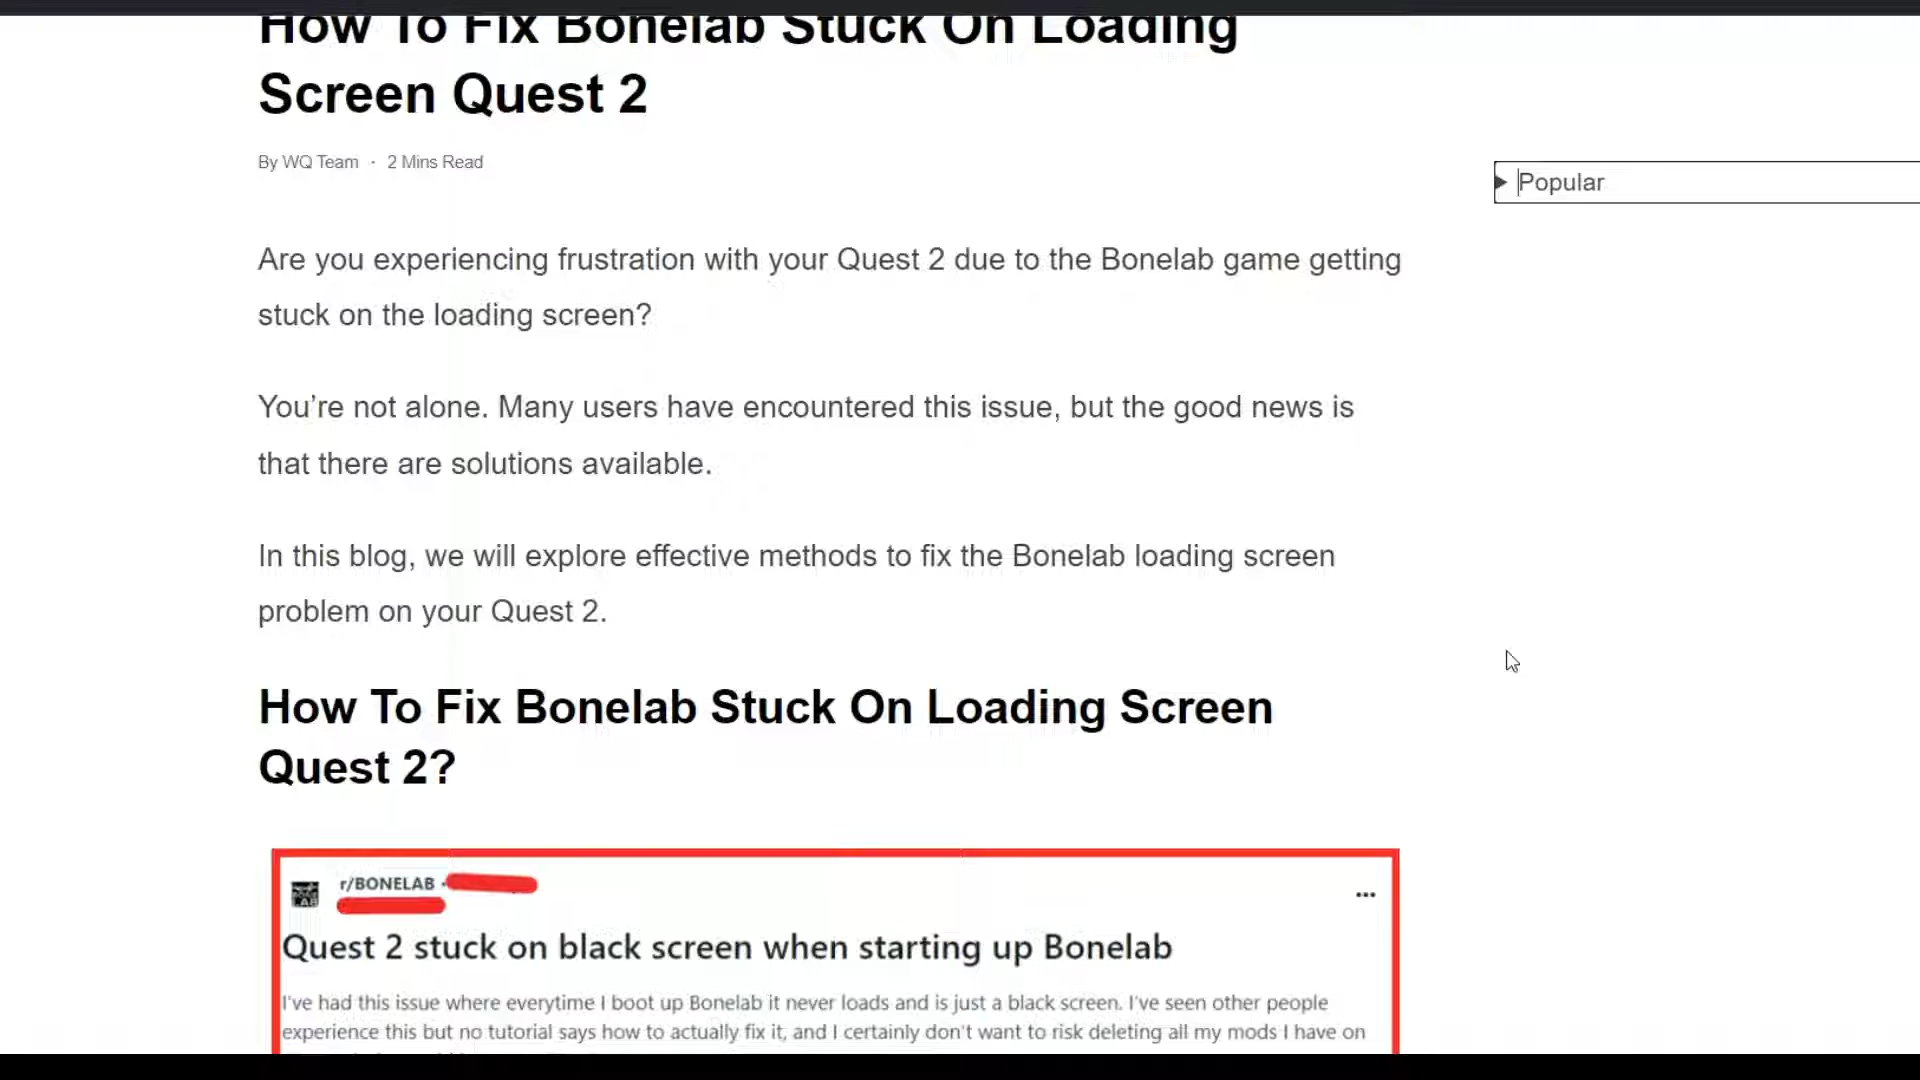 How To Fix Bonelab Stuck On Loading
Screen Quest 2
By WQ Team · 2 Mins Read
Popular
Are you experiencing frustration with your Quest 2 due to the Bonelab game getting
stuck on the loading screen?
You’re not alone. Many users have encountered this issue, but the good news is
that there are solutions available.
In this blog, we will explore effective methods to fix the Bonelab loading screen
problem on your Quest 2.
How To Fix Bonelab Stuck On Loading Screen
Quest 2?
r/BONELAB ·
Quest 2 stuck on black screen when starting up Bonelab
I've had this issue where everytime I boot up Bonelab it never loads and is just a black screen. I've seen other people
experience this but no tutorial says how to actually fix it, and I certainly don't want to risk deleting all my mods I have on